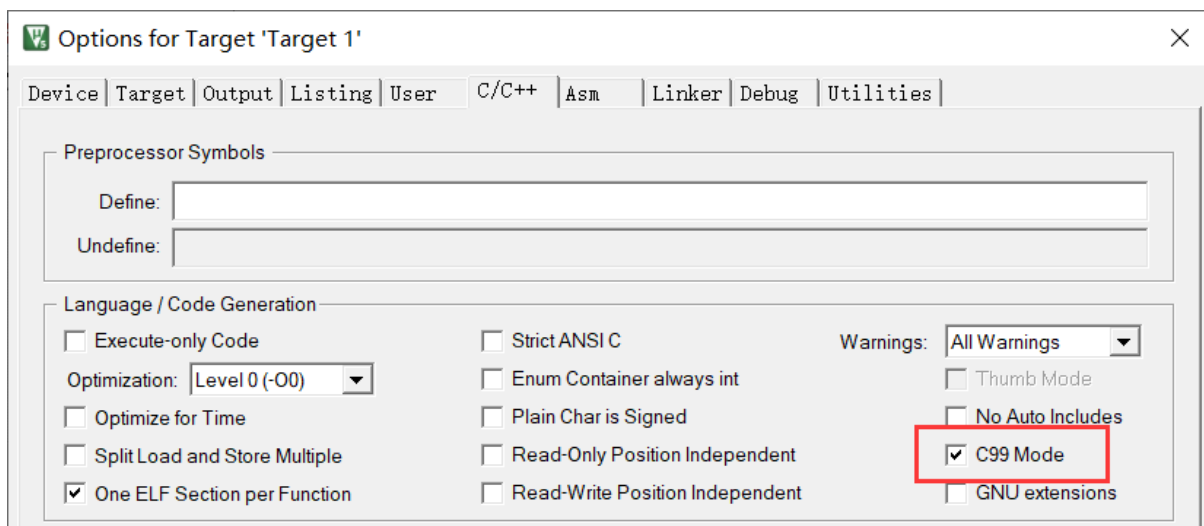 Options for Target 'Target 1'
Device Target Output Listing User C/C++ Asm Linker Debug Utilities
Preprocessor Symbols
Define:
Undefine:
Language / Code Generation
Execute-only Code Strict ANSI C Warnings: All Warnings
Optimization: Level 0 (-O0) Enum Container always int Thumb Mode
Optimize for Time Plain Char is Signed No Auto Includes
Split Load and Store Multiple Read-Only Position Independent C99 Mode
One ELF Section per Function Read-Write Position Independent GNU extensions